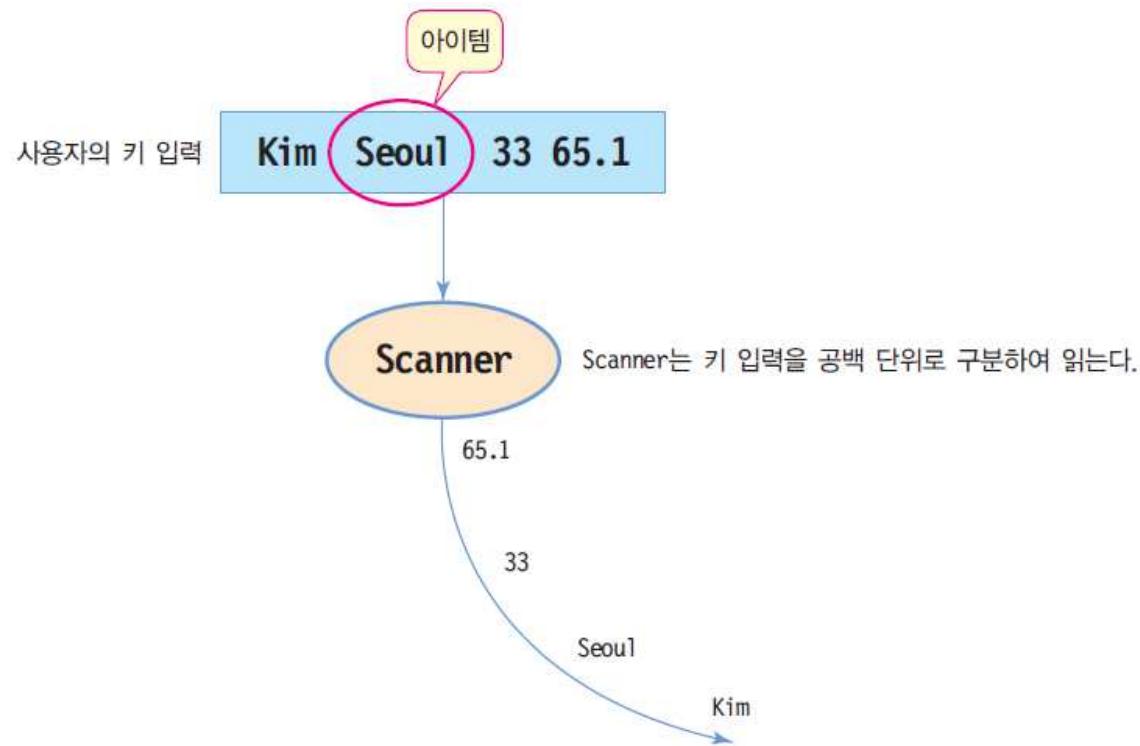 아이템
사용자의 키 입력 Kim Seoul 33 65.1
Scanner Scanner는 키 입력을 공백 단위로 구분하여 읽는다.
65.1
33
Seoul
Kim